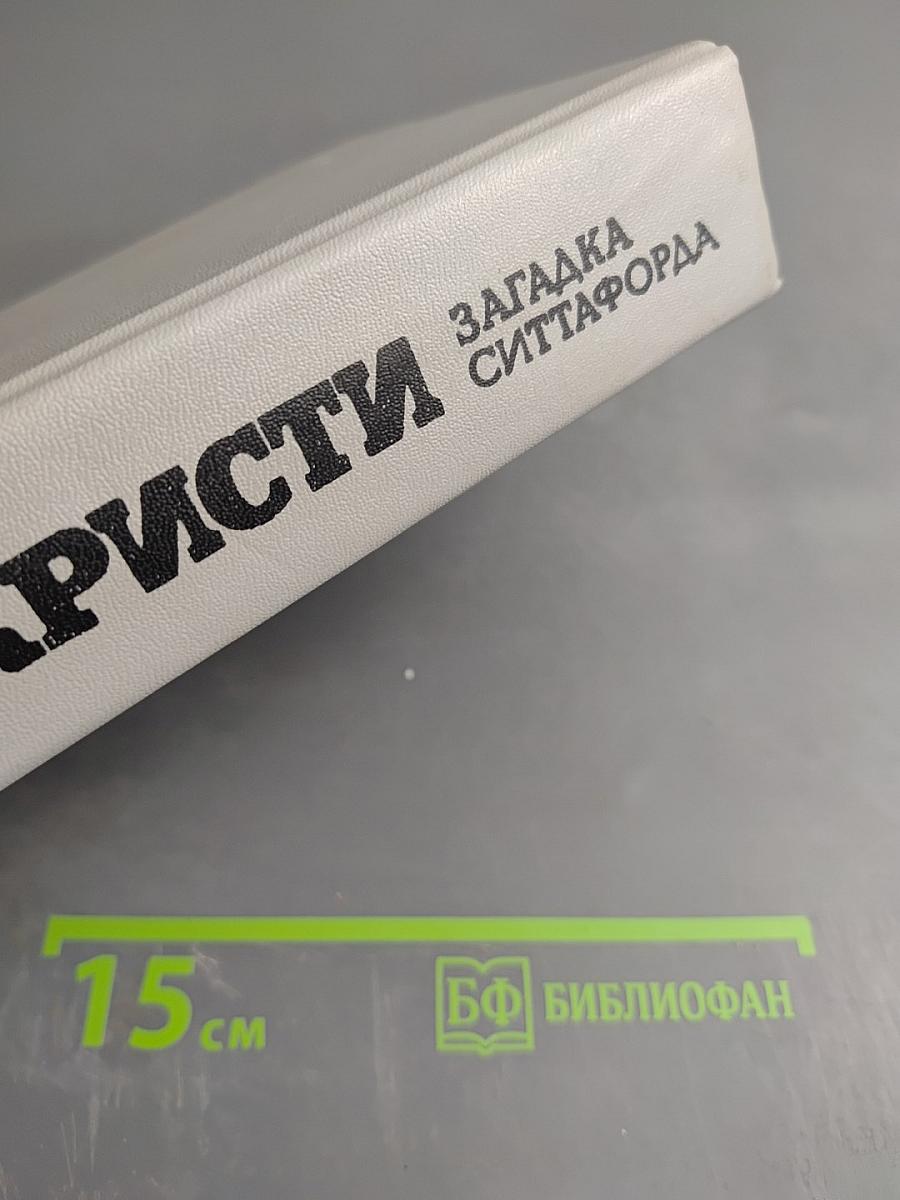 КРИСТИ
ЗАГАДКА
СИТТАФОРДА
15 см
БФ БИБЛИОФАН